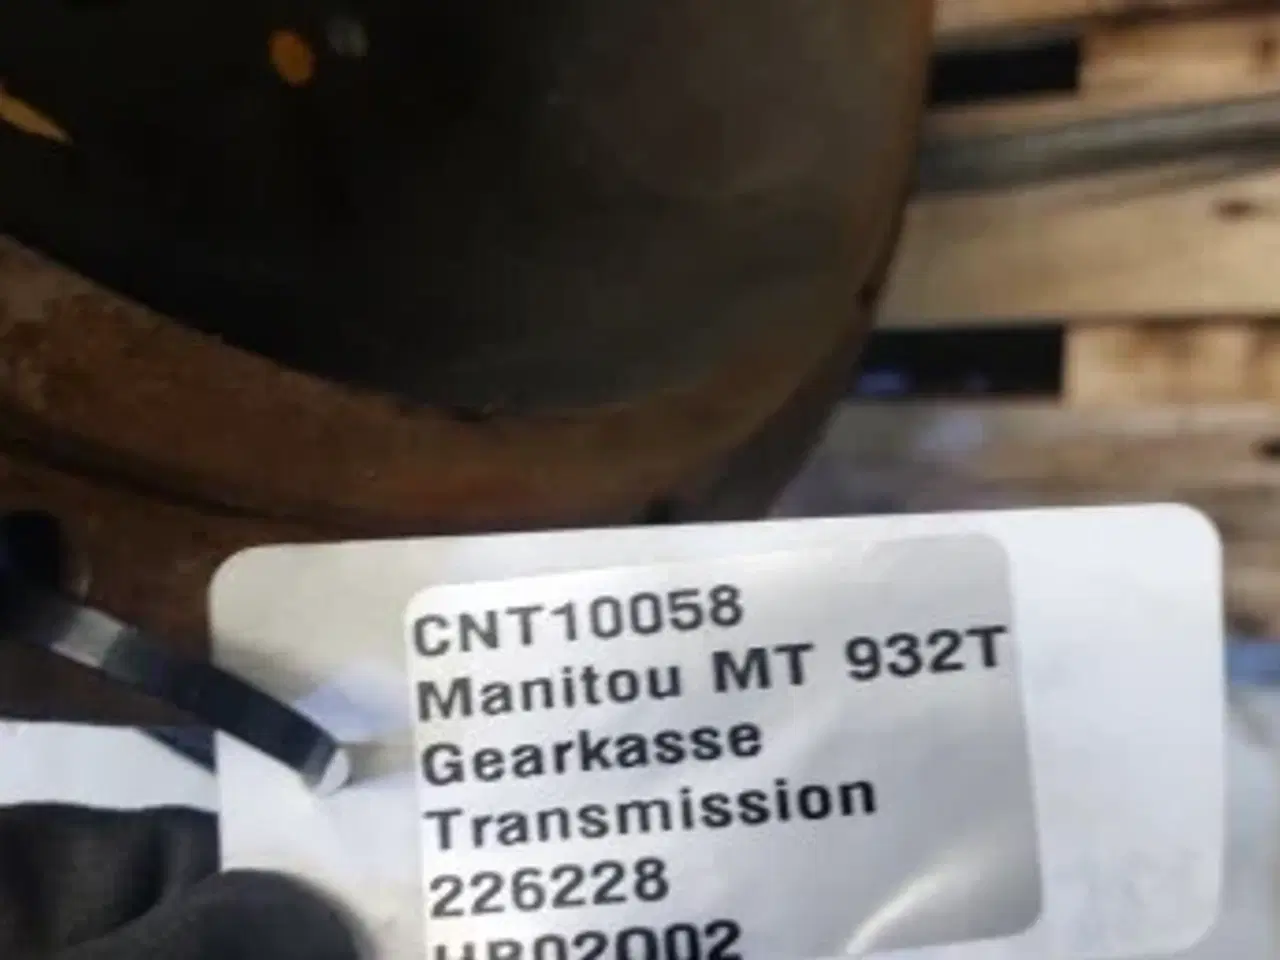 CNT10058
Manitou MT 932T
Gearkasse
Transmission
226228